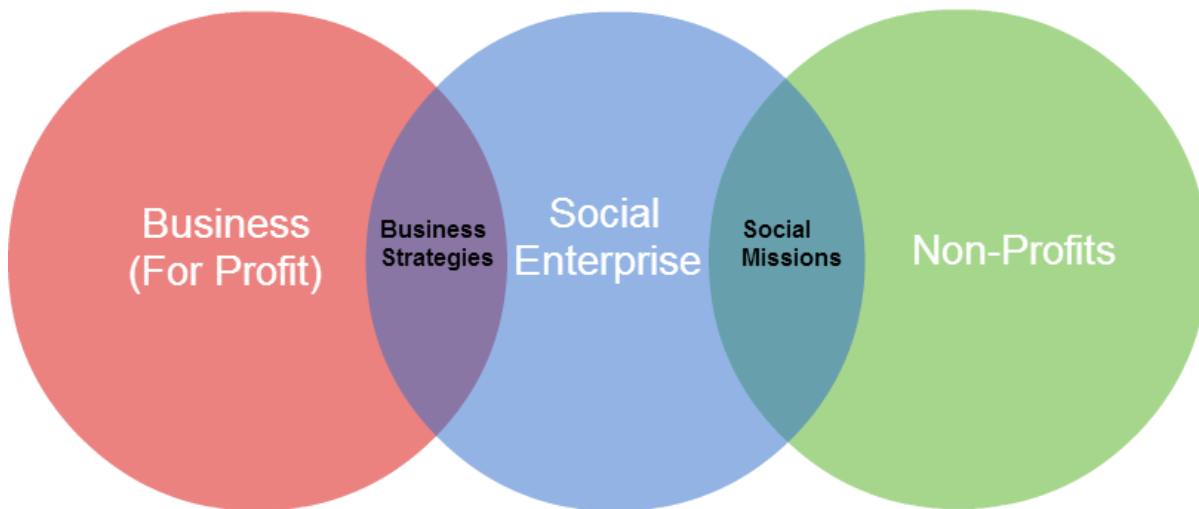 Business
(For Profit)
Business
Strategies
Social
Enterprise
Social
Missions
Non-Profits